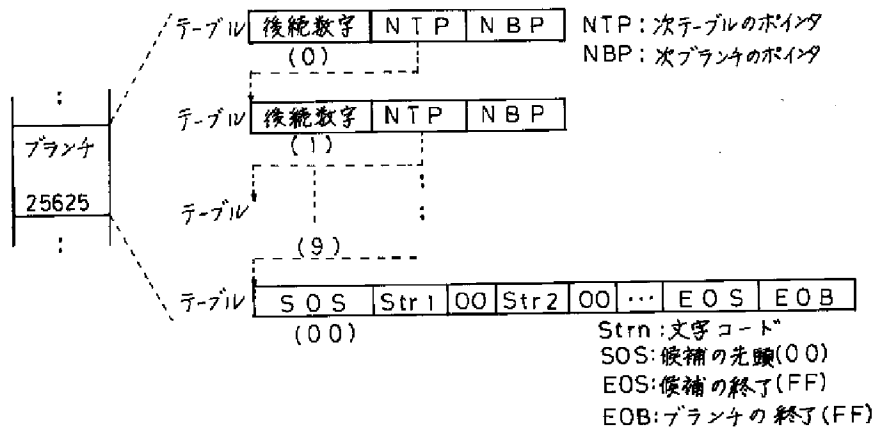 テーブル 後続数字 NTP NBP NTP:次テーブルのポインタ
(0) NBP:次ブランチのポインタ
:
テーブル 後続数字 NTP NBP
ブランチ (1)
25625 テーブル :
: (9)
テーブル SOS Str1 00 Str2 00 … EOS EOB
(00) Strn:文字コード
SOS:候補の先頭(00)
EOS:候補の終了(FF)
EOB:ブランチの終了(FF)